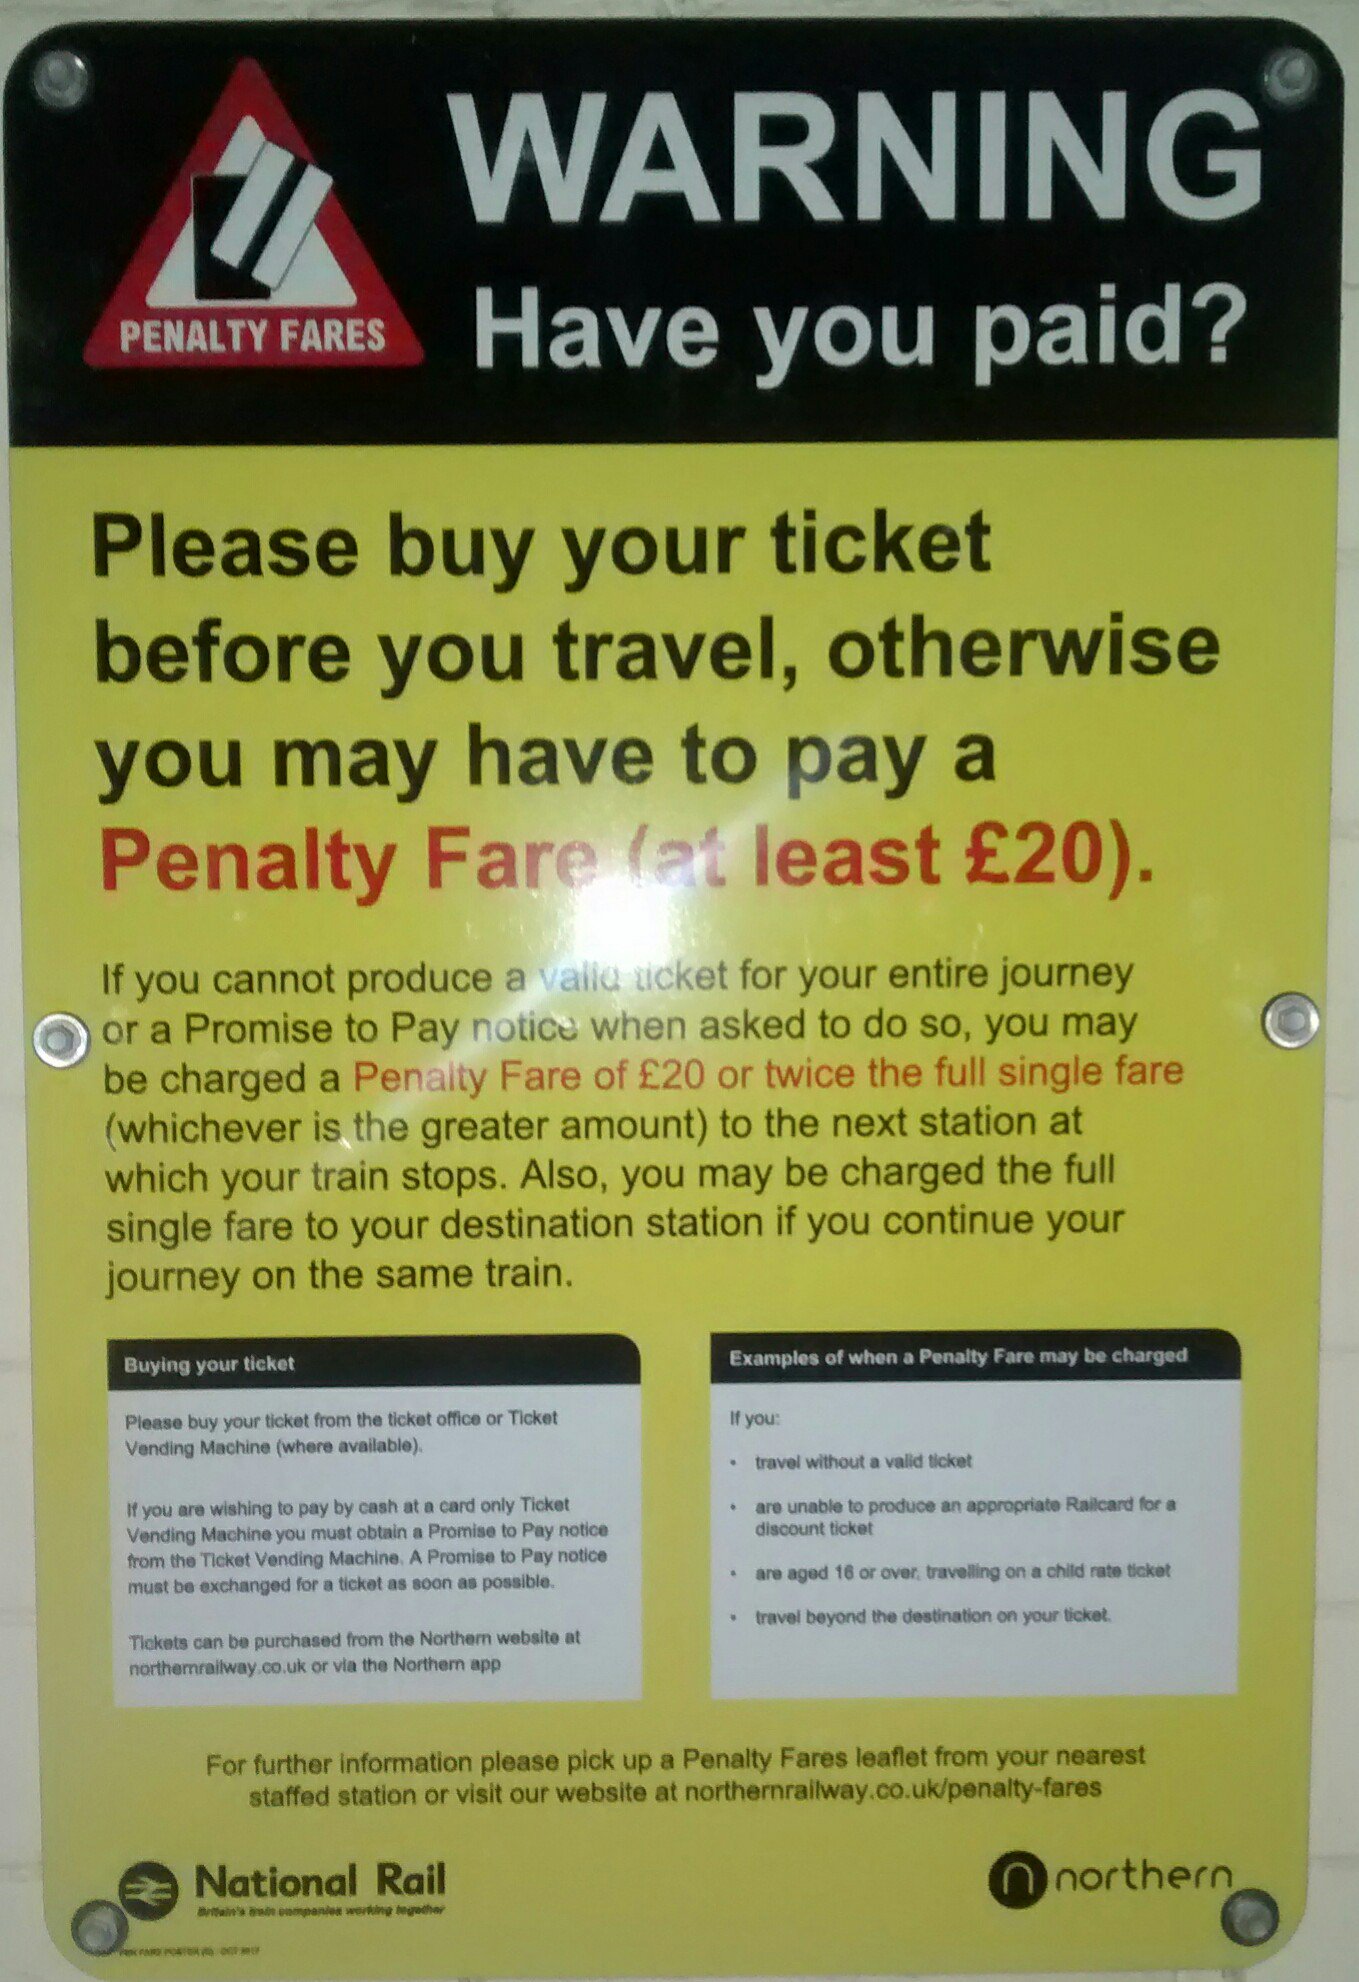 WARNING
Have you paid?
PENALTY FARES
Please buy your ticket
before you travel, otherwise
you may have to pay a
Penalty Fare (at least £20).
If you cannot produce a valid ticket for your entire journey
or a Promise to Pay notice when asked to do so, you may
be charged a Penalty Fare of £20 or twice the full single fare
(whichever is the greater amount) to the next station at
which your train stops. Also, you may be charged the full
single fare to your destination station if you continue your
journey on the same train.
Buying your ticket
Please buy your ticket from the ticket office or Ticket
Vending Machine (where available).
If you are wishing to pay by cash at a card only Ticket
Vending Machine you must obtain a Promise to Pay notice
from the Ticket Vending Machine. A Promise to Pay notice
must be exchanged for a ticket as soon as possible.
Tickets can be purchased from the Northern website at
northernrailway.co.uk or via the Northern app
Examples of when a Penalty Fare may be charged
If you:
• travel without a valid ticket
• are unable to produce an appropriate Railcard for a
discount ticket
• are aged 16 or over, travelling on a child rate ticket
• travel beyond the destination on your ticket.
For further information please pick up a Penalty Fares leaflet from your nearest
staffed station or visit our website at northernrailway.co.uk/penalty-fares
National Rail
Britain's train companies working together
northern